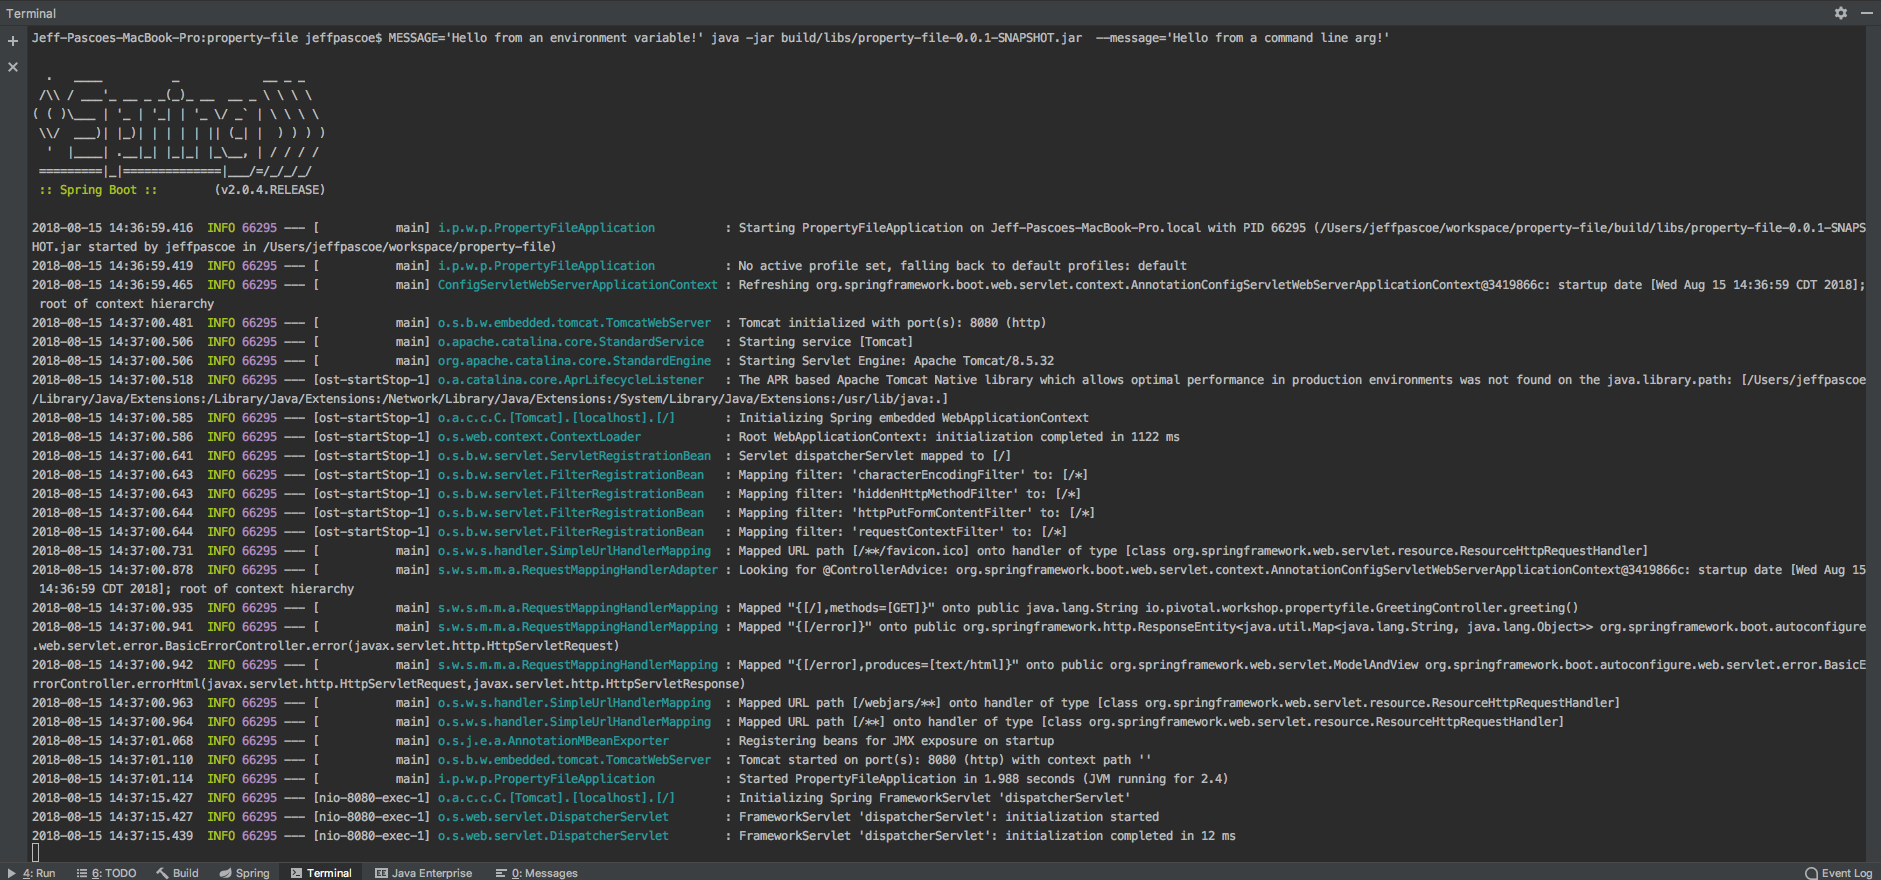 Terminal
Jeff-Pascoes-MacBook-Pro:property-file jeffpascoe$ MESSAGE='Hello from an environment variable!' java -jar build/libs/property-file-0.0.1-SNAPSHOT.jar  --message='Hello from a command line arg!'
  .   ____          _            __ _ _
 /\\ / ___'_ __ _ _(_)_ __  __ _ \ \ \ \
( ( )\___ | '_ | '_| | '_ \/ _` | \ \ \ \
 \\/  ___)| |_)| | | | | || (_| |  ) ) ) )
  '  |____| .__|_| |_|_| |_\__, | / / / /
 =========|_|==============|___/=/_/_/_/
 :: Spring Boot ::        (v2.0.4.RELEASE)
2018-08-15 14:36:59.416  INFO 66295 --- [           main] i.p.w.p.PropertyFileApplication          : Starting PropertyFileApplication on Jeff-Pascoes-MacBook-Pro.local with PID 66295 (/Users/jeffpascoe/workspace/property-file/build/libs/property-file-0.0.1-SNAPS
HOT.jar started by jeffpascoe in /Users/jeffpascoe/workspace/property-file)
2018-08-15 14:36:59.419  INFO 66295 --- [           main] i.p.w.p.PropertyFileApplication          : No active profile set, falling back to default profiles: default
2018-08-15 14:36:59.465  INFO 66295 --- [           main] ConfigServletWebServerApplicationContext : Refreshing org.springframework.boot.web.servlet.context.AnnotationConfigServletWebServerApplicationContext@3419866c: startup date [Wed Aug 15 14:36:59 CDT 2018];
 root of context hierarchy
2018-08-15 14:37:00.481  INFO 66295 --- [           main] o.s.b.w.embedded.tomcat.TomcatWebServer  : Tomcat initialized with port(s): 8080 (http)
2018-08-15 14:37:00.506  INFO 66295 --- [           main] o.apache.catalina.core.StandardService   : Starting service [Tomcat]
2018-08-15 14:37:00.506  INFO 66295 --- [           main] org.apache.catalina.core.StandardEngine  : Starting Servlet Engine: Apache Tomcat/8.5.32
2018-08-15 14:37:00.518  INFO 66295 --- [ost-startStop-1] o.a.catalina.core.AprLifecycleListener   : The APR based Apache Tomcat Native library which allows optimal performance in production environments was not found on the java.library.path: [/Users/jeffpascoe
/Library/Java/Extensions:/Library/Java/Extensions:/Network/Library/Java/Extensions:/System/Library/Java/Extensions:/usr/lib/java:.]
2018-08-15 14:37:00.585  INFO 66295 --- [ost-startStop-1] o.a.c.c.C.[Tomcat].[localhost].[/]       : Initializing Spring embedded WebApplicationContext
2018-08-15 14:37:00.586  INFO 66295 --- [ost-startStop-1] o.s.web.context.ContextLoader            : Root WebApplicationContext: initialization completed in 1122 ms
2018-08-15 14:37:00.641  INFO 66295 --- [ost-startStop-1] o.s.b.w.servlet.ServletRegistrationBean  : Servlet dispatcherServlet mapped to [/]
2018-08-15 14:37:00.643  INFO 66295 --- [ost-startStop-1] o.s.b.w.servlet.FilterRegistrationBean   : Mapping filter: 'characterEncodingFilter' to: [/*]
2018-08-15 14:37:00.643  INFO 66295 --- [ost-startStop-1] o.s.b.w.servlet.FilterRegistrationBean   : Mapping filter: 'hiddenHttpMethodFilter' to: [/*]
2018-08-15 14:37:00.644  INFO 66295 --- [ost-startStop-1] o.s.b.w.servlet.FilterRegistrationBean   : Mapping filter: 'httpPutFormContentFilter' to: [/*]
2018-08-15 14:37:00.644  INFO 66295 --- [ost-startStop-1] o.s.b.w.servlet.FilterRegistrationBean   : Mapping filter: 'requestContextFilter' to: [/*]
2018-08-15 14:37:00.731  INFO 66295 --- [           main] o.s.w.s.handler.SimpleUrlHandlerMapping  : Mapped URL path [/**/favicon.ico] onto handler of type [class org.springframework.web.servlet.resource.ResourceHttpRequestHandler]
2018-08-15 14:37:00.878  INFO 66295 --- [           main] s.w.s.m.m.a.RequestMappingHandlerAdapter : Looking for @ControllerAdvice: org.springframework.boot.web.servlet.context.AnnotationConfigServletWebServerApplicationContext@3419866c: startup date [Wed Aug 15
 14:36:59 CDT 2018]; root of context hierarchy
2018-08-15 14:37:00.935  INFO 66295 --- [           main] s.w.s.m.m.a.RequestMappingHandlerMapping : Mapped "{[/],methods=[GET]}" onto public java.lang.String io.pivotal.workshop.propertyfile.GreetingController.greeting()
2018-08-15 14:37:00.941  INFO 66295 --- [           main] s.w.s.m.m.a.RequestMappingHandlerMapping : Mapped "{[/error]}" onto public org.springframework.http.ResponseEntity<java.util.Map<java.lang.String, java.lang.Object>> org.springframework.boot.autoconfigure
.web.servlet.error.BasicErrorController.error(javax.servlet.http.HttpServletRequest)
2018-08-15 14:37:00.942  INFO 66295 --- [           main] s.w.s.m.m.a.RequestMappingHandlerMapping : Mapped "{[/error],produces=[text/html]}" onto public org.springframework.web.servlet.ModelAndView org.springframework.boot.autoconfigure.web.servlet.error.BasicE
rrorController.errorHtml(javax.servlet.http.HttpServletRequest,javax.servlet.http.HttpServletResponse)
2018-08-15 14:37:00.963  INFO 66295 --- [           main] o.s.w.s.handler.SimpleUrlHandlerMapping  : Mapped URL path [/webjars/**] onto handler of type [class org.springframework.web.servlet.resource.ResourceHttpRequestHandler]
2018-08-15 14:37:00.964  INFO 66295 --- [           main] o.s.w.s.handler.SimpleUrlHandlerMapping  : Mapped URL path [/**] onto handler of type [class org.springframework.web.servlet.resource.ResourceHttpRequestHandler]
2018-08-15 14:37:01.068  INFO 66295 --- [           main] o.s.j.e.a.AnnotationMBeanExporter        : Registering beans for JMX exposure on startup
2018-08-15 14:37:01.110  INFO 66295 --- [           main] o.s.b.w.embedded.tomcat.TomcatWebServer  : Tomcat started on port(s): 8080 (http) with context path ''
2018-08-15 14:37:01.114  INFO 66295 --- [           main] i.p.w.p.PropertyFileApplication          : Started PropertyFileApplication in 1.988 seconds (JVM running for 2.4)
2018-08-15 14:37:15.427  INFO 66295 --- [nio-8080-exec-1] o.a.c.c.C.[Tomcat].[localhost].[/]       : Initializing Spring FrameworkServlet 'dispatcherServlet'
2018-08-15 14:37:15.427  INFO 66295 --- [nio-8080-exec-1] o.s.web.servlet.DispatcherServlet        : FrameworkServlet 'dispatcherServlet': initialization started
2018-08-15 14:37:15.439  INFO 66295 --- [nio-8080-exec-1] o.s.web.servlet.DispatcherServlet        : FrameworkServlet 'dispatcherServlet': initialization completed in 12 ms
4: Run  6: TODO  Build  Spring  Terminal  Java Enterprise  0: Messages  Event Log